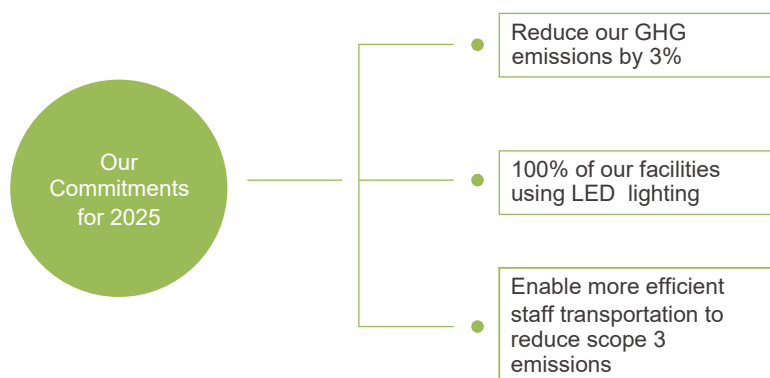 Our
Commitments
for 2025
Reduce our GHG
emissions by 3%
100% of our facilities
using LED  lighting
Enable more efficient
staff transportation to
reduce scope 3
emissions